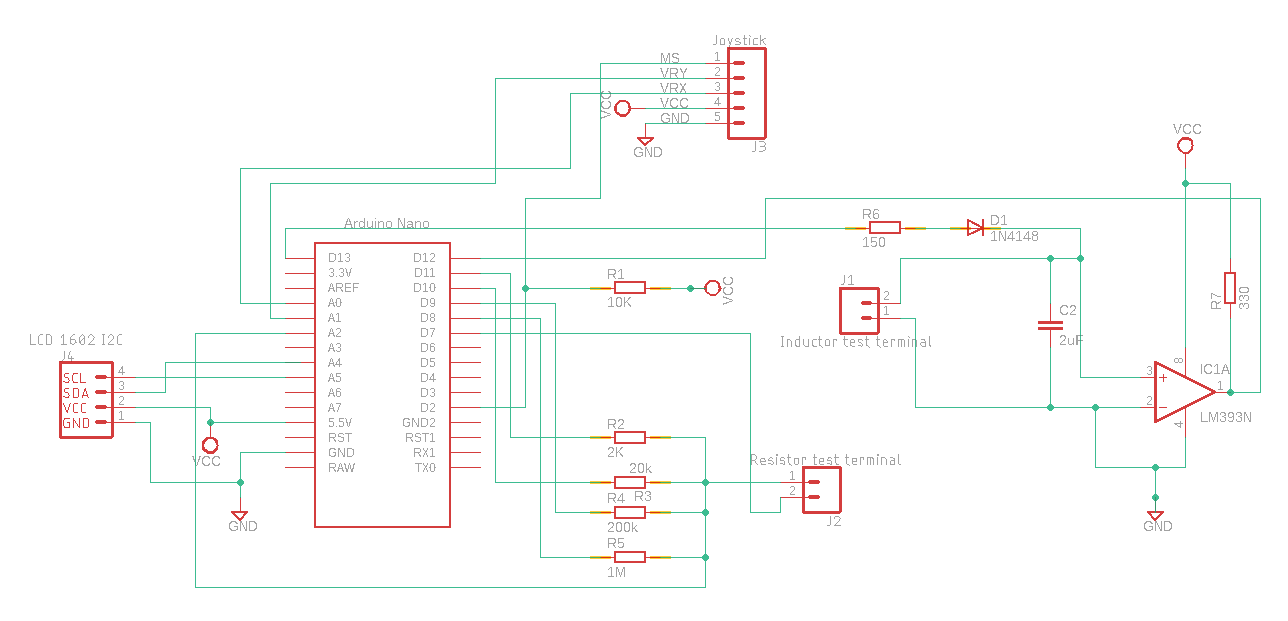 Joystick
MS 1
VRY 2
VRX 3
VCC VCC 4
GND 5
GND
J3
VCC
Arduino Nano
R6
150
D1
1N4148
D13 D12
3.3V D11
AREF D10
A0 D9
A1 D8
A2 D7
A3 D6
A4 D5
A5 D4
A6 D3
A7 D2
5.5V GND2
RST RST1
GND RX1
RAW TX0
R1
10K
VCC
J1
2
1
Inductor test terminal
C2
2uF
R7
330
8
IC1A
3 +
1
2 -
4
LM393N
GND
LCD 1602 I2C
J4
SCL 4
SDA 3
VCC 2
GND 1
VCC
GND
R2
2K
20k
R3
R4
200k
R5
1M
Resistor test terminal
1
2
J2